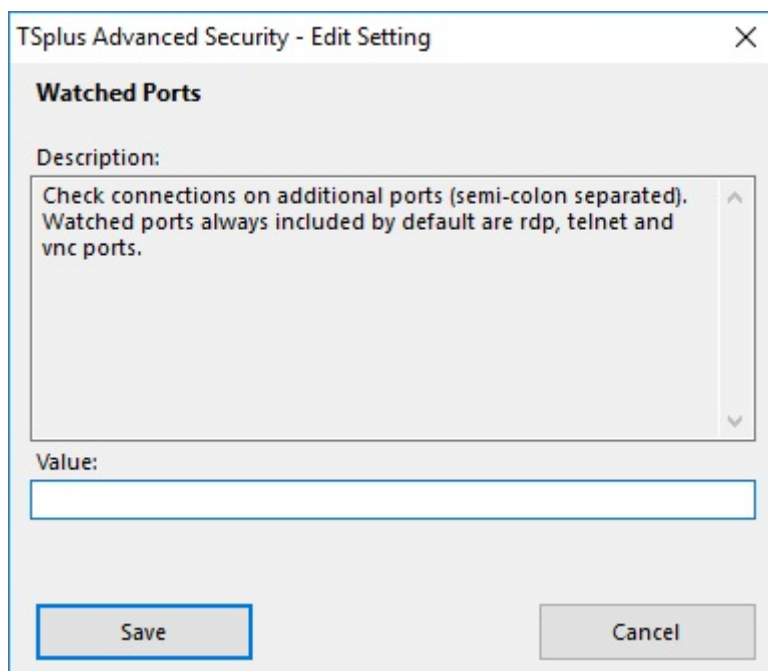 TSplus Advanced Security - Edit Setting
Watched Ports
Description:
Check connections on additional ports (semi-colon separated).
Watched ports always included by default are rdp, telnet and
vnc ports.
Value:
Save
Cancel